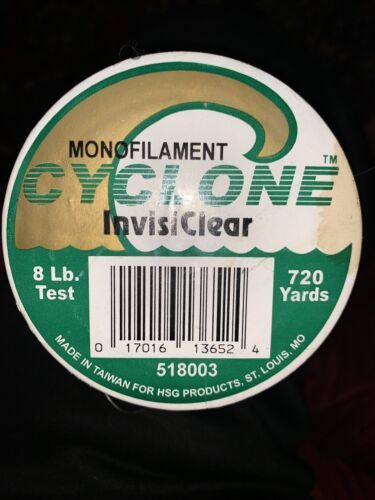 MONOFILAMENT
CYCLONE™
InvisiClear
8 Lb.
Test
720
Yards
0 17016 13652 4
518003
MADE IN TAIWAN FOR HSG PRODUCTS, ST. LOUIS, MO